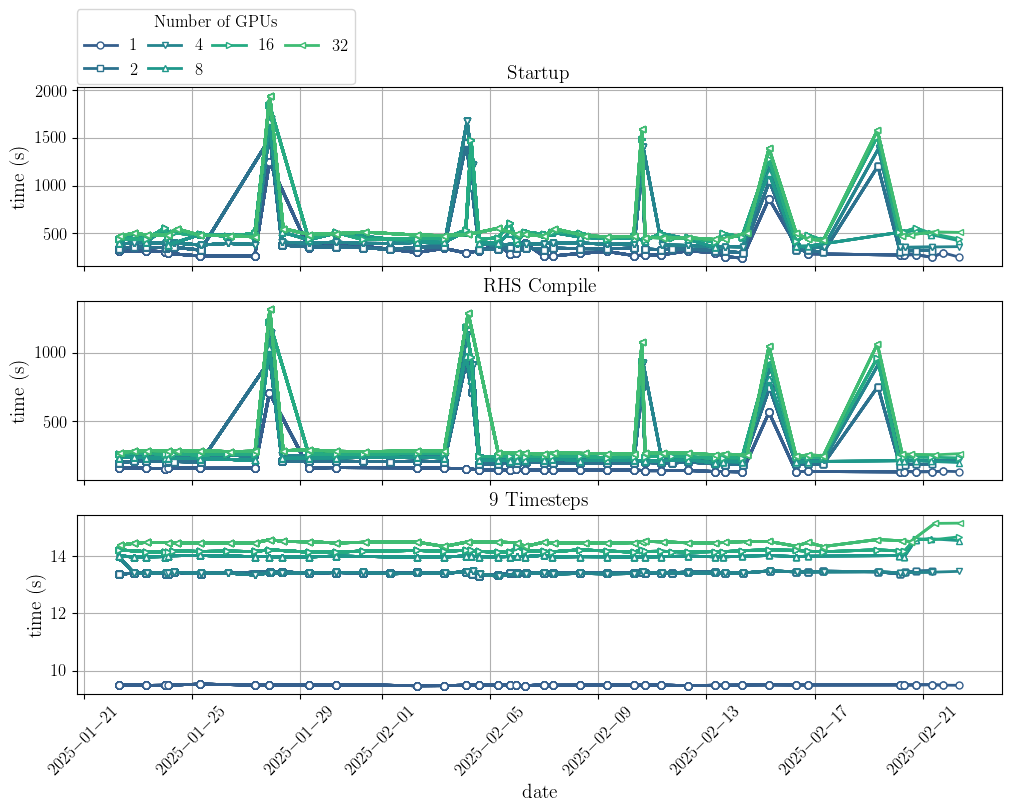 Number of GPUs
1 4 16 32
2 8
Startup
2000
1500
1000
500
time (s)
RHS Compile
1000
500
time (s)
9 Timesteps
14
12
10
time (s)
2025-01-21 2025-01-25 2025-01-29 2025-02-01 2025-02-05 2025-02-09 2025-02-13 2025-02-17 2025-02-21
date